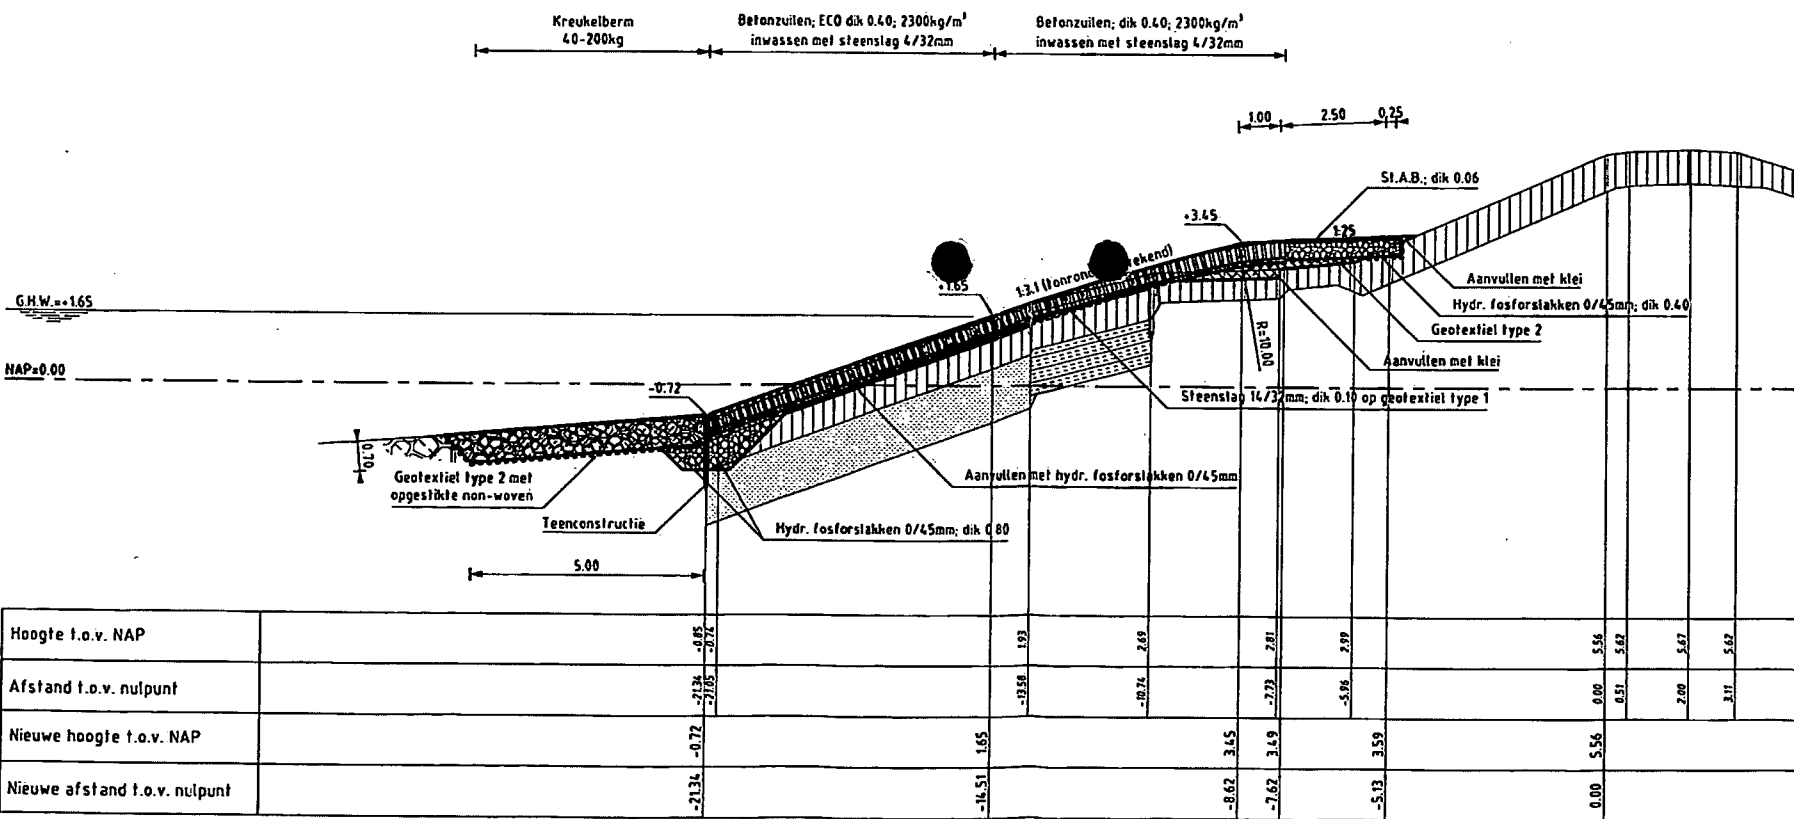 Kreukelberm
40-200kg
Betonzuilen; ECO dik 0.40; 2300kg/m³
inwassen met steenslag 4/32mm
Betonzuilen; dik 0.40; 2300kg/m³
inwassen met steenslag 4/32mm
1.00
2.50
0.25
St.A.B.; dik 0.06
+3.45
1:25
1:3.1
+1.65
G.H.W.=+1.65
Aanvullen met klei
Hydr. fosforslakken 0/45mm; dik 0.40
Geotextiel type 2
R=10.00
Aanvullen met klei
NAP=0.00
-0.72
Steenslag 14/32mm; dik 0.10 op geotextiel type 1
0.70
Geotextiel type 2 met
opgestikte non-woven
Aanvullen met hydr. fosforslakken 0/45mm
Teenconstructie
Hydr. fosforslakken 0/45mm; dik 0.80
5.00
Hoogte t.o.v. NAP -0.85 -0.74 1.93 2.69 2.81 2.99 5.56 5.62 5.67 5.62
Afstand t.o.v. nulpunt -21.34 -21.05 -13.58 -10.74 -7.73 -5.96 0.00 0.51 2.00 3.11
Nieuwe hoogte t.o.v. NAP -0.72 1.65 3.45 3.49 3.59 5.56
Nieuwe afstand t.o.v. nulpunt -21.34 -14.51 -8.62 -7.62 -5.13 0.00